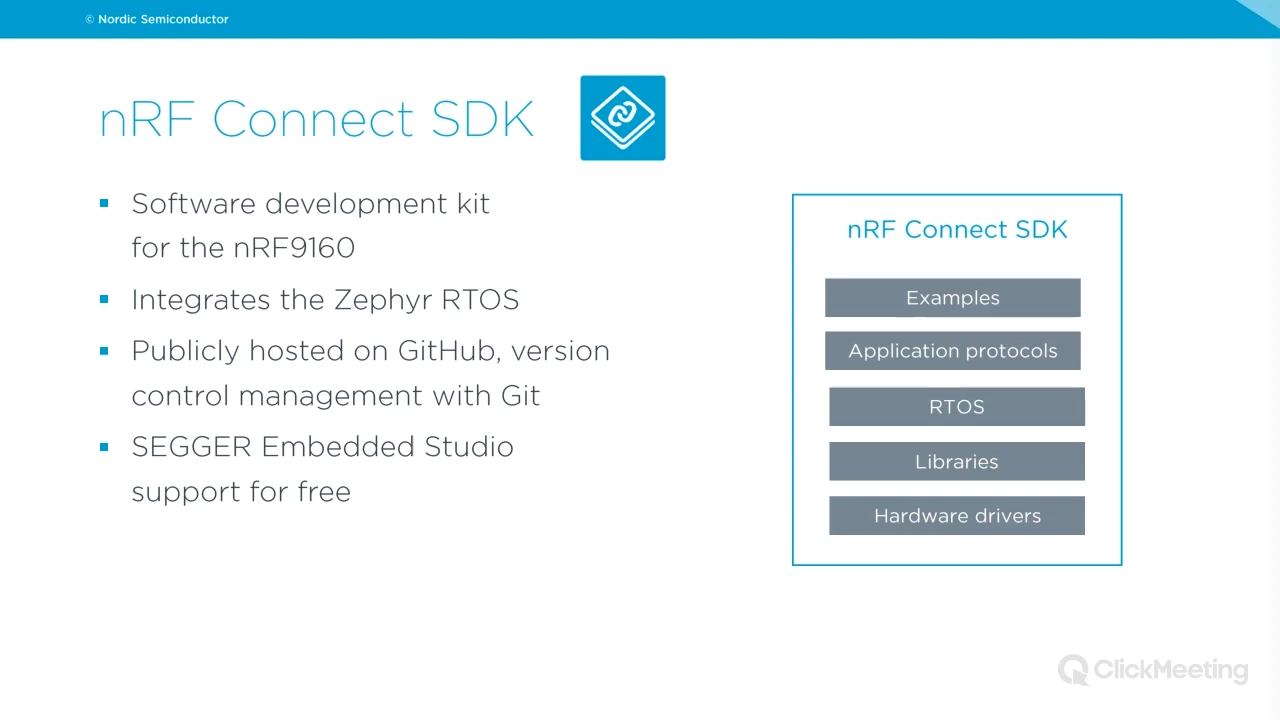 © Nordic Semiconductor
nRF Connect SDK
Software development kit
for the nRF9160
Integrates the Zephyr RTOS
Publicly hosted on GitHub, version
control management with Git
SEGGER Embedded Studio
support for free
nRF Connect SDK
Examples
Application protocols
RTOS
Libraries
Hardware drivers
ClickMeeting